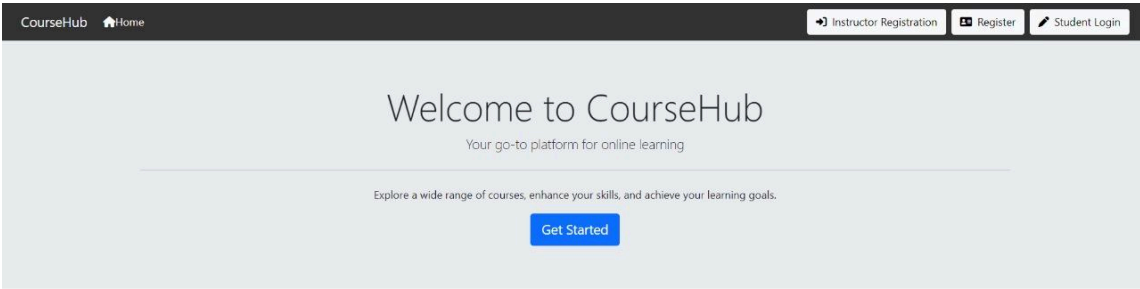 CourseHub Home Instructor Registration Register Student Login
Welcome to CourseHub
Your go-to platform for online learning
Explore a wide range of courses, enhance your skills, and achieve your learning goals.
Get Started